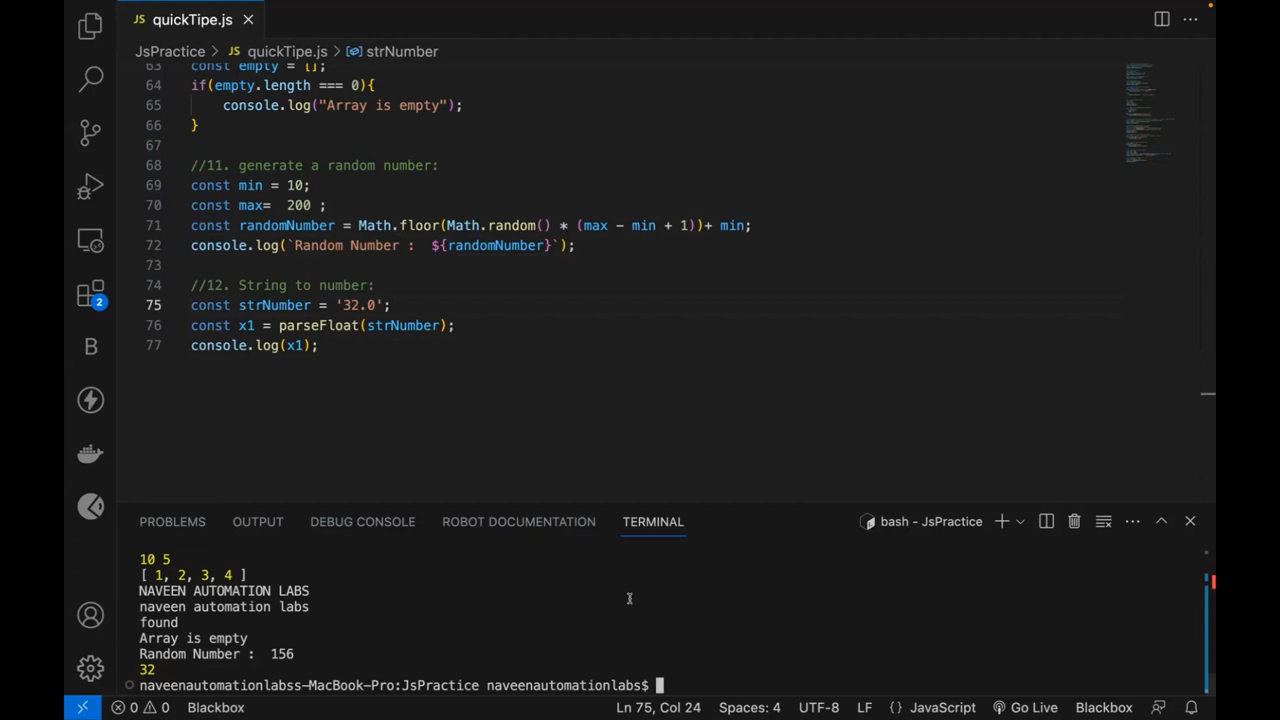 quickTipe.js
JsPractice > JS quickTipe.js > strNumber
63 const empty = [];
64 if(empty.length === 0){
65 console.log("Array is empty");
66 }
67
68 //11. generate a random number:
69 const min = 10;
70 const max=  200 ;
71 const randomNumber = Math.floor(Math.random() * (max - min + 1))+ min;
72 console.log(`Random Number :  ${randomNumber}`);
73
74 //12. String to number:
75 const strNumber = '32.0';
76 const x1 = parseFloat(strNumber);
77 console.log(x1);
2
B
PROBLEMS OUTPUT DEBUG CONSOLE ROBOT DOCUMENTATION TERMINAL bash - JsPractice
10 5
[ 1, 2, 3, 4 ]
NAVEEN AUTOMATION LABS
naveen automation labs
found
Array is empty
Random Number :  156
32
naveenautomationlabss-MacBook-Pro:JsPractice naveenautomationlabs$
0 0 Blackbox Ln 75, Col 24 Spaces: 4 UTF-8 LF {} JavaScript Go Live Blackbox